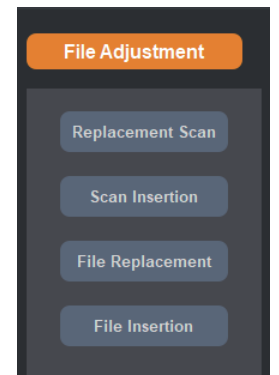 File Adjustment
Replacement Scan
Scan Insertion
File Replacement
File Insertion